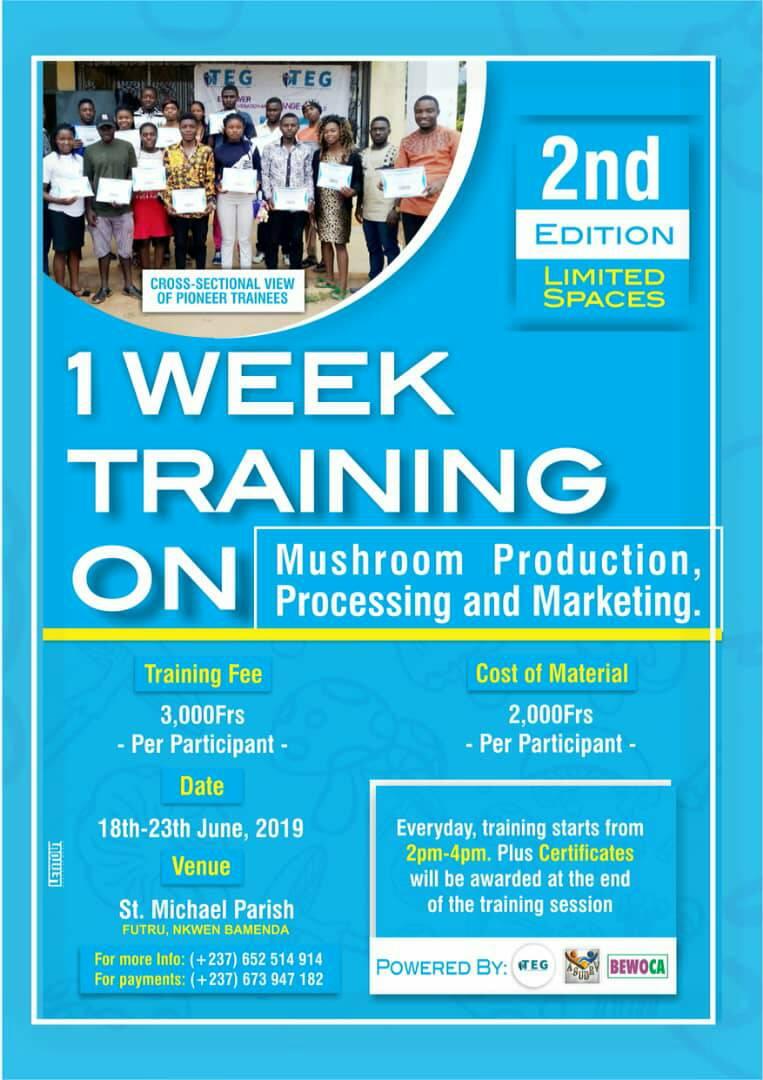 TEG TEG
2nd
EDITION
LIMITED
SPACES
CROSS-SECTIONAL VIEW
OF PIONEER TRAINEES
1 WEEK
TRAINING
ON
Mushroom Production,
Processing and Marketing.
Training Fee
3,000Frs
- Per Participant -
Cost of Material
2,000Frs
- Per Participant -
Date
18th-23th June, 2019
Venue
St. Michael Parish
FUTRU, NKWEN BAMENDA
For more Info: (+237) 652 514 914
For payments: (+237) 673 947 182
Everyday, training starts from
2pm-4pm. Plus Certificates
will be awarded at the end
of the training session
POWERED BY: TEG BEWOCA